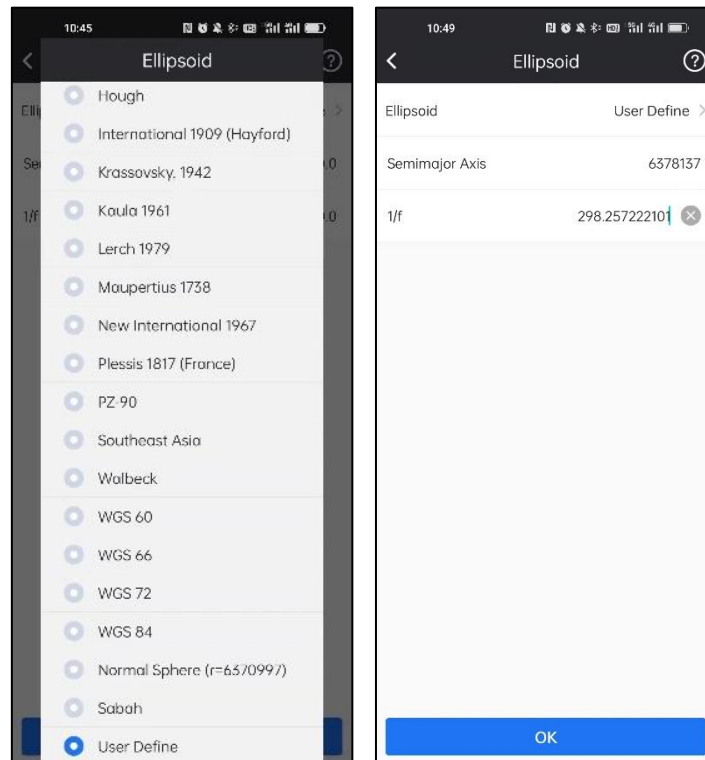 10:45
Ellipsoid
Hough
International 1909 (Hayford)
Krassovsky. 1942
Kaula 1961
1/f
Lerch 1979
Maupertius 1738
New International 1967
Plessis 1817 (France)
PZ-90
Southeast Asia
Walbeck
WGS 60
WGS 66
WGS 72
WGS 84
Normal Sphere (r=6370997)
Sabah
User Define
10:49
Ellipsoid
Ellipsoid User Define
Semimajor Axis 6378137
1/f 298.257222101
OK